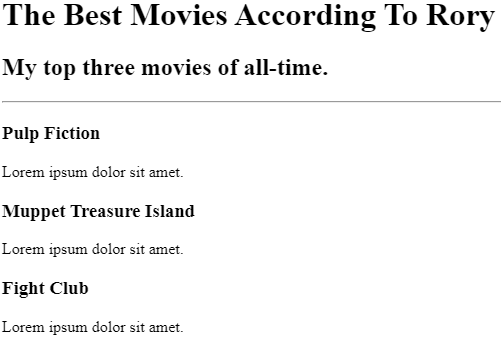 The Best Movies According To Rory
My top three movies of all-time.
Pulp Fiction
Lorem ipsum dolor sit amet.
Muppet Treasure Island
Lorem ipsum dolor sit amet.
Fight Club
Lorem ipsum dolor sit amet.